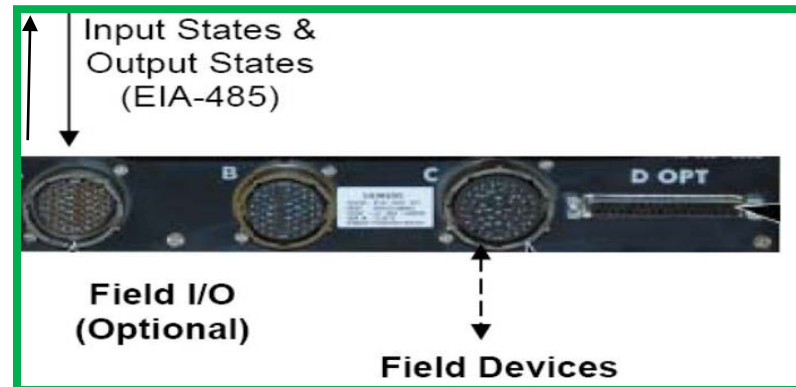 Input States &
Output States
(EIA-485)
B
C
D OPT
SIEMENS
Field I/O
(Optional)
Field Devices